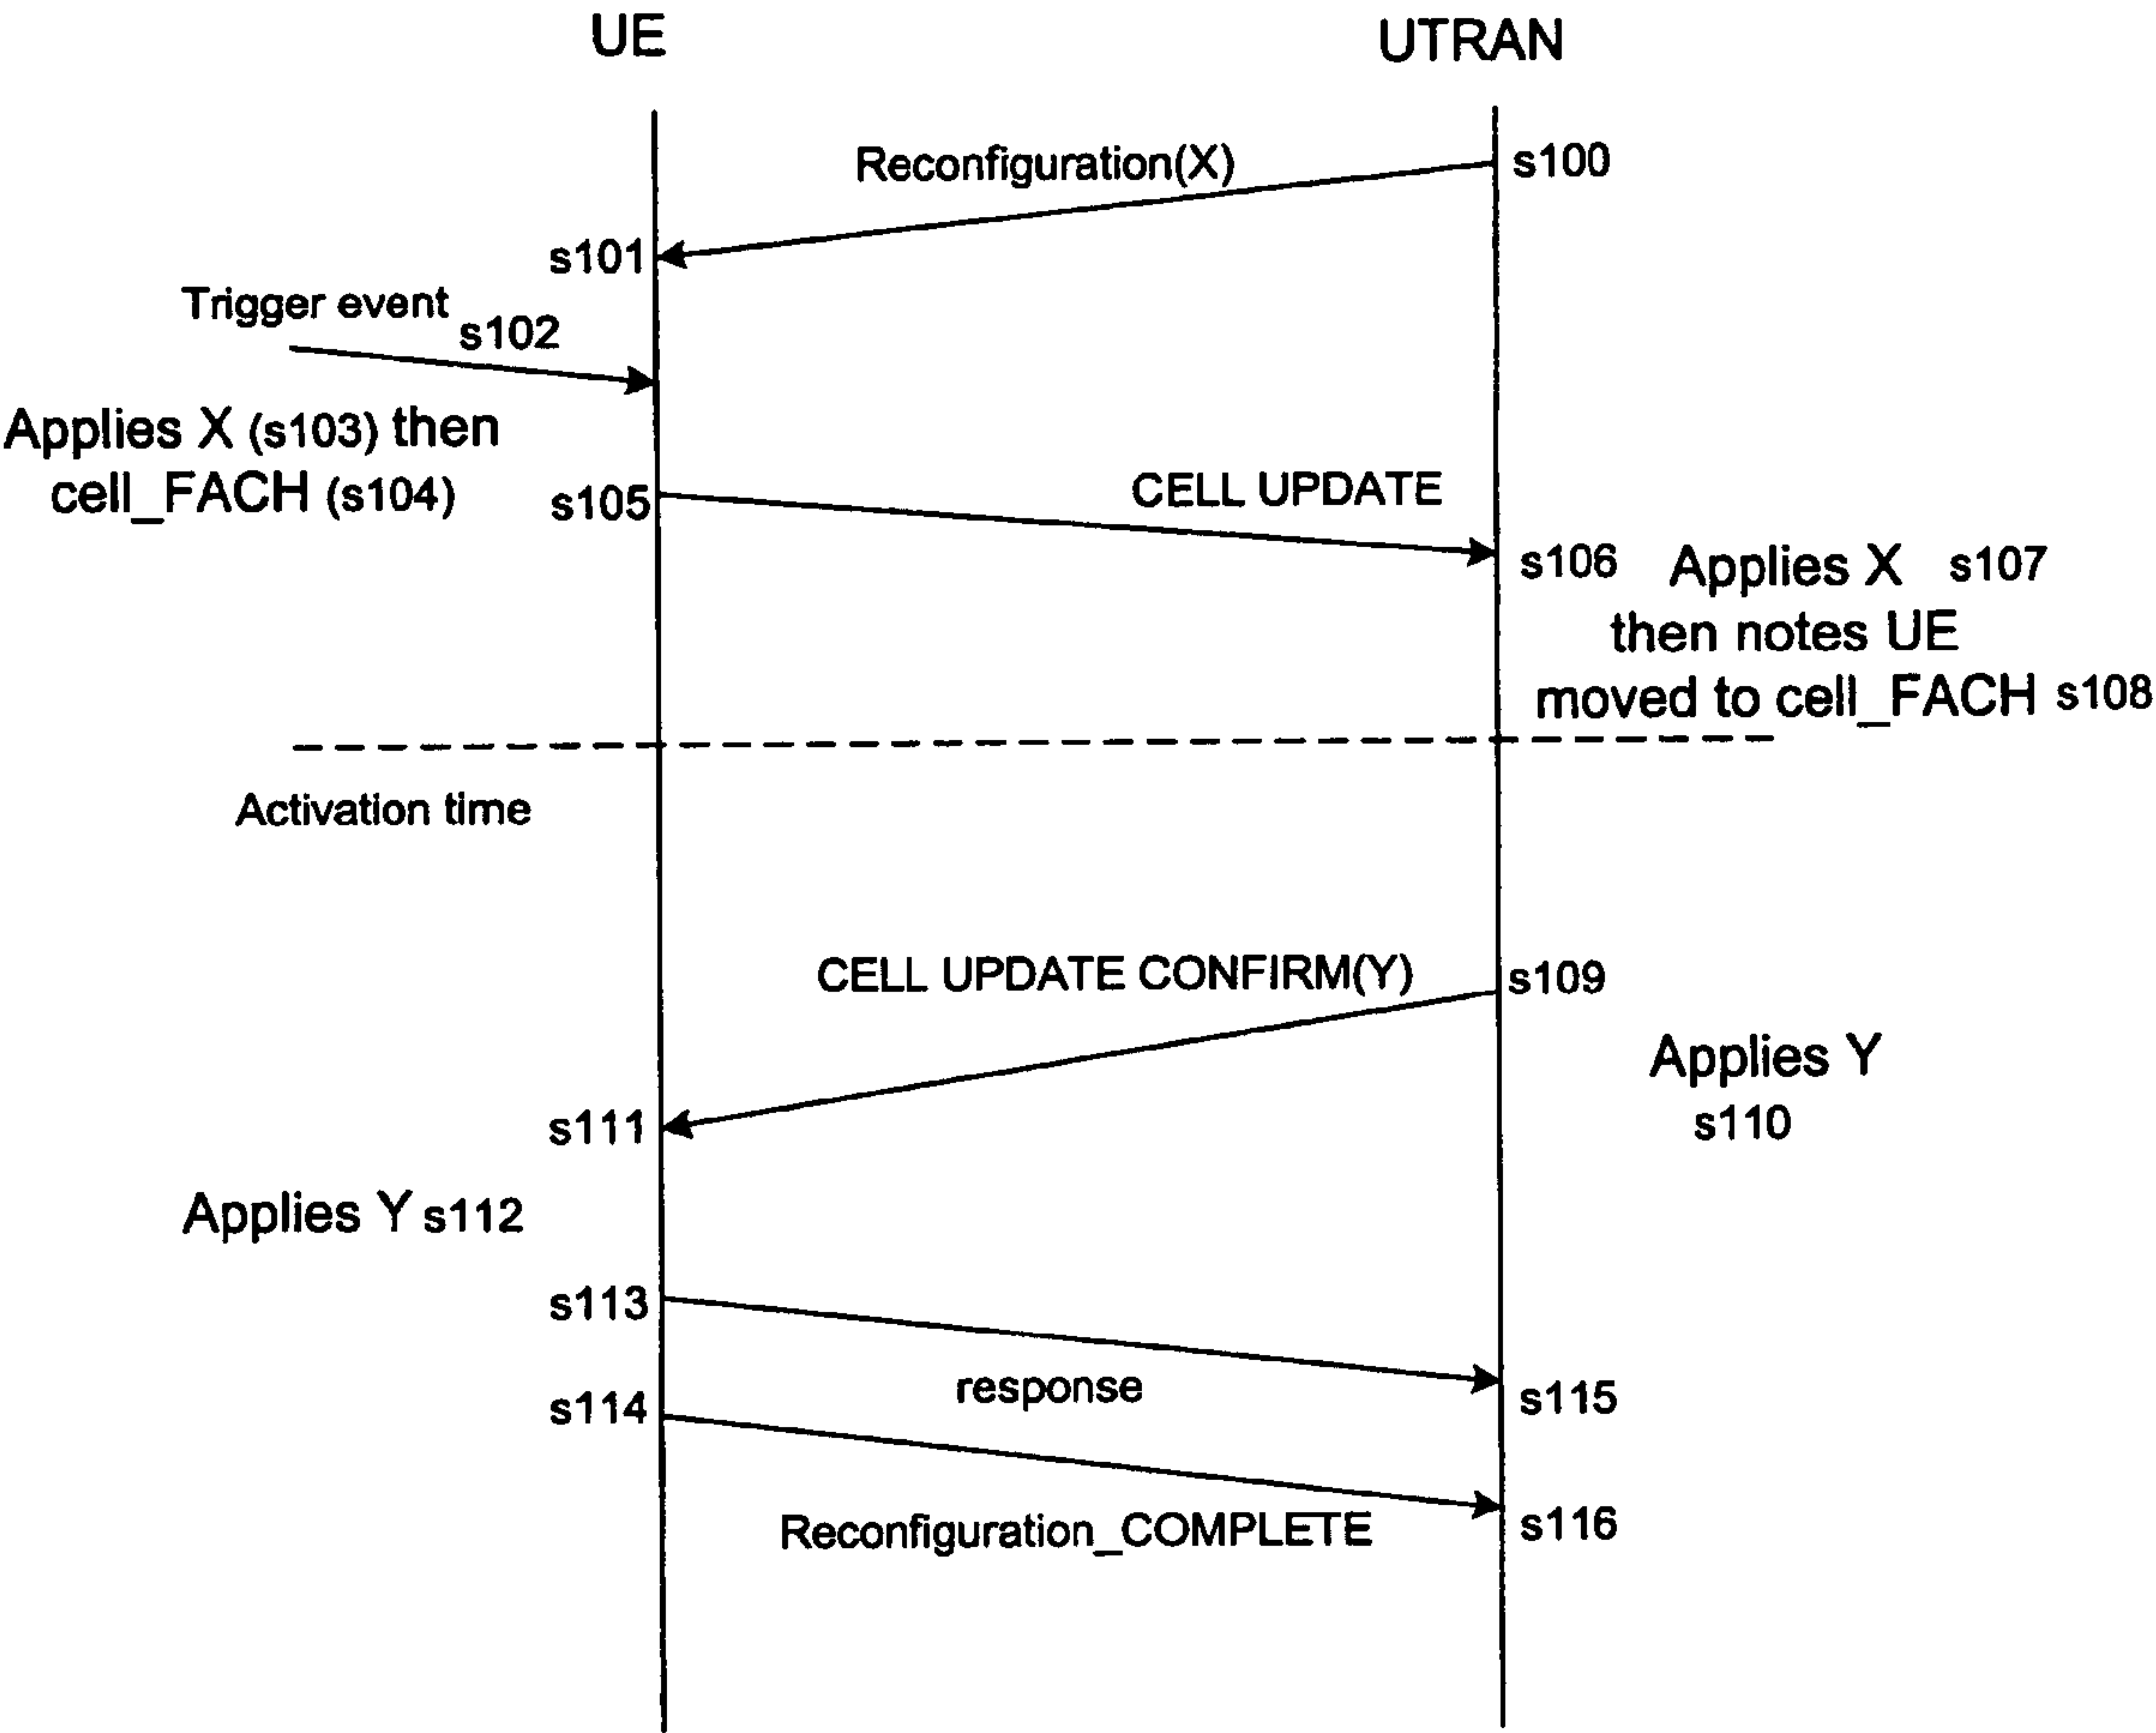 UE
UTRAN
Reconfiguration(X)
s100
s101
Trigger event
s102
Applies X (s103) then
cell_FACH (s104)
s105
CELL UPDATE
s106
Applies X s107
then notes UE
moved to cell_FACH s108
Activation time
CELL UPDATE CONFIRM(Y)
s109
Applies Y
s110
s111
Applies Y s112
s113
response
s115
s114
Reconfiguration_COMPLETE
s116